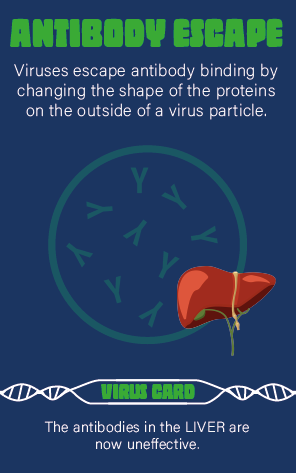 ANTIBODY ESCAPE
Viruses escape antibody binding by
changing the shape of the proteins
on the outside of a virus particle.
VIRUS CARD
The antibodies in the LIVER are
now uneffective.